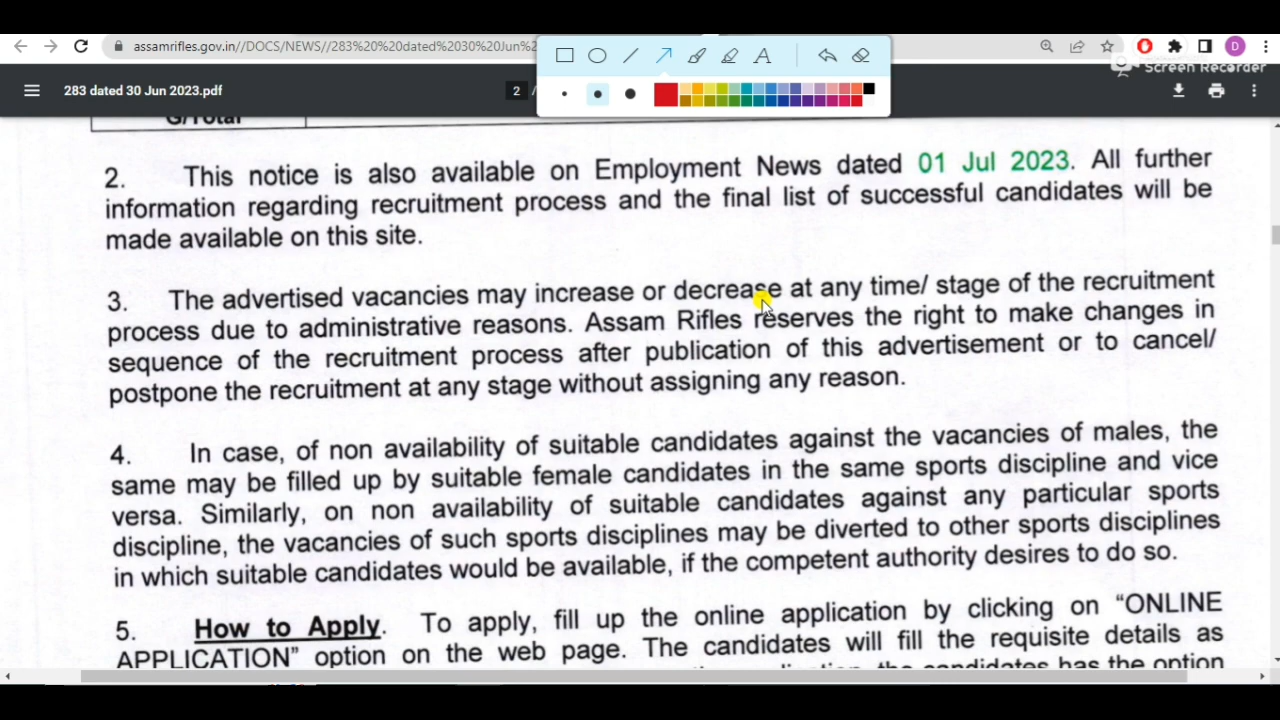 assamrifles.gov.in//DOCS/NEWS//283%20%20dated%2030%20Jun%2
D
Screen Recorder
A
283 dated 30 Jun 2023.pdf
2 /
G/Total
2. This notice is also available on Employment News dated 01 Jul 2023. All further
information regarding recruitment process and the final list of successful candidates will be
made available on this site.
3. The advertised vacancies may increase or decrease at any time/ stage of the recruitment
process due to administrative reasons. Assam Rifles reserves the right to make changes in
sequence of the recruitment process after publication of this advertisement or to cancel/
postpone the recruitment at any stage without assigning any reason.
4. In case, of non availability of suitable candidates against the vacancies of males, the
same may be filled up by suitable female candidates in the same sports discipline and vice
versa. Similarly, on non availability of suitable candidates against any particular sports
discipline, the vacancies of such sports disciplines may be diverted to other sports disciplines
in which suitable candidates would be available, if the competent authority desires to do so.
5. How to Apply. To apply, fill up the online application by clicking on “ONLINE
APPLICATION” option on the web page. The candidates will fill the requisite details as
the candidates has the option